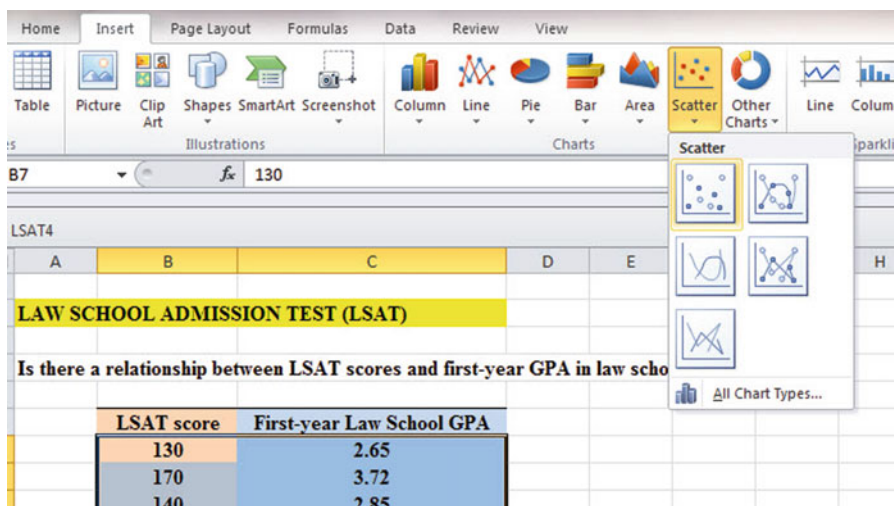 Home Insert Page Layout Formulas Data Review View
Table Picture Clip Art Shapes SmartArt Screenshot Column Line Pie Bar Area Scatter Other Charts Line
Illustrations Charts
Scatter
B7 fx 130
LSAT4
A B C D E H
LAW SCHOOL ADMISSION TEST (LSAT)
Is there a relationship between LSAT scores and first-year GPA in law scho
All Chart Types...
LSAT score First-year Law School GPA
130 2.65
170 3.72
140 2.85